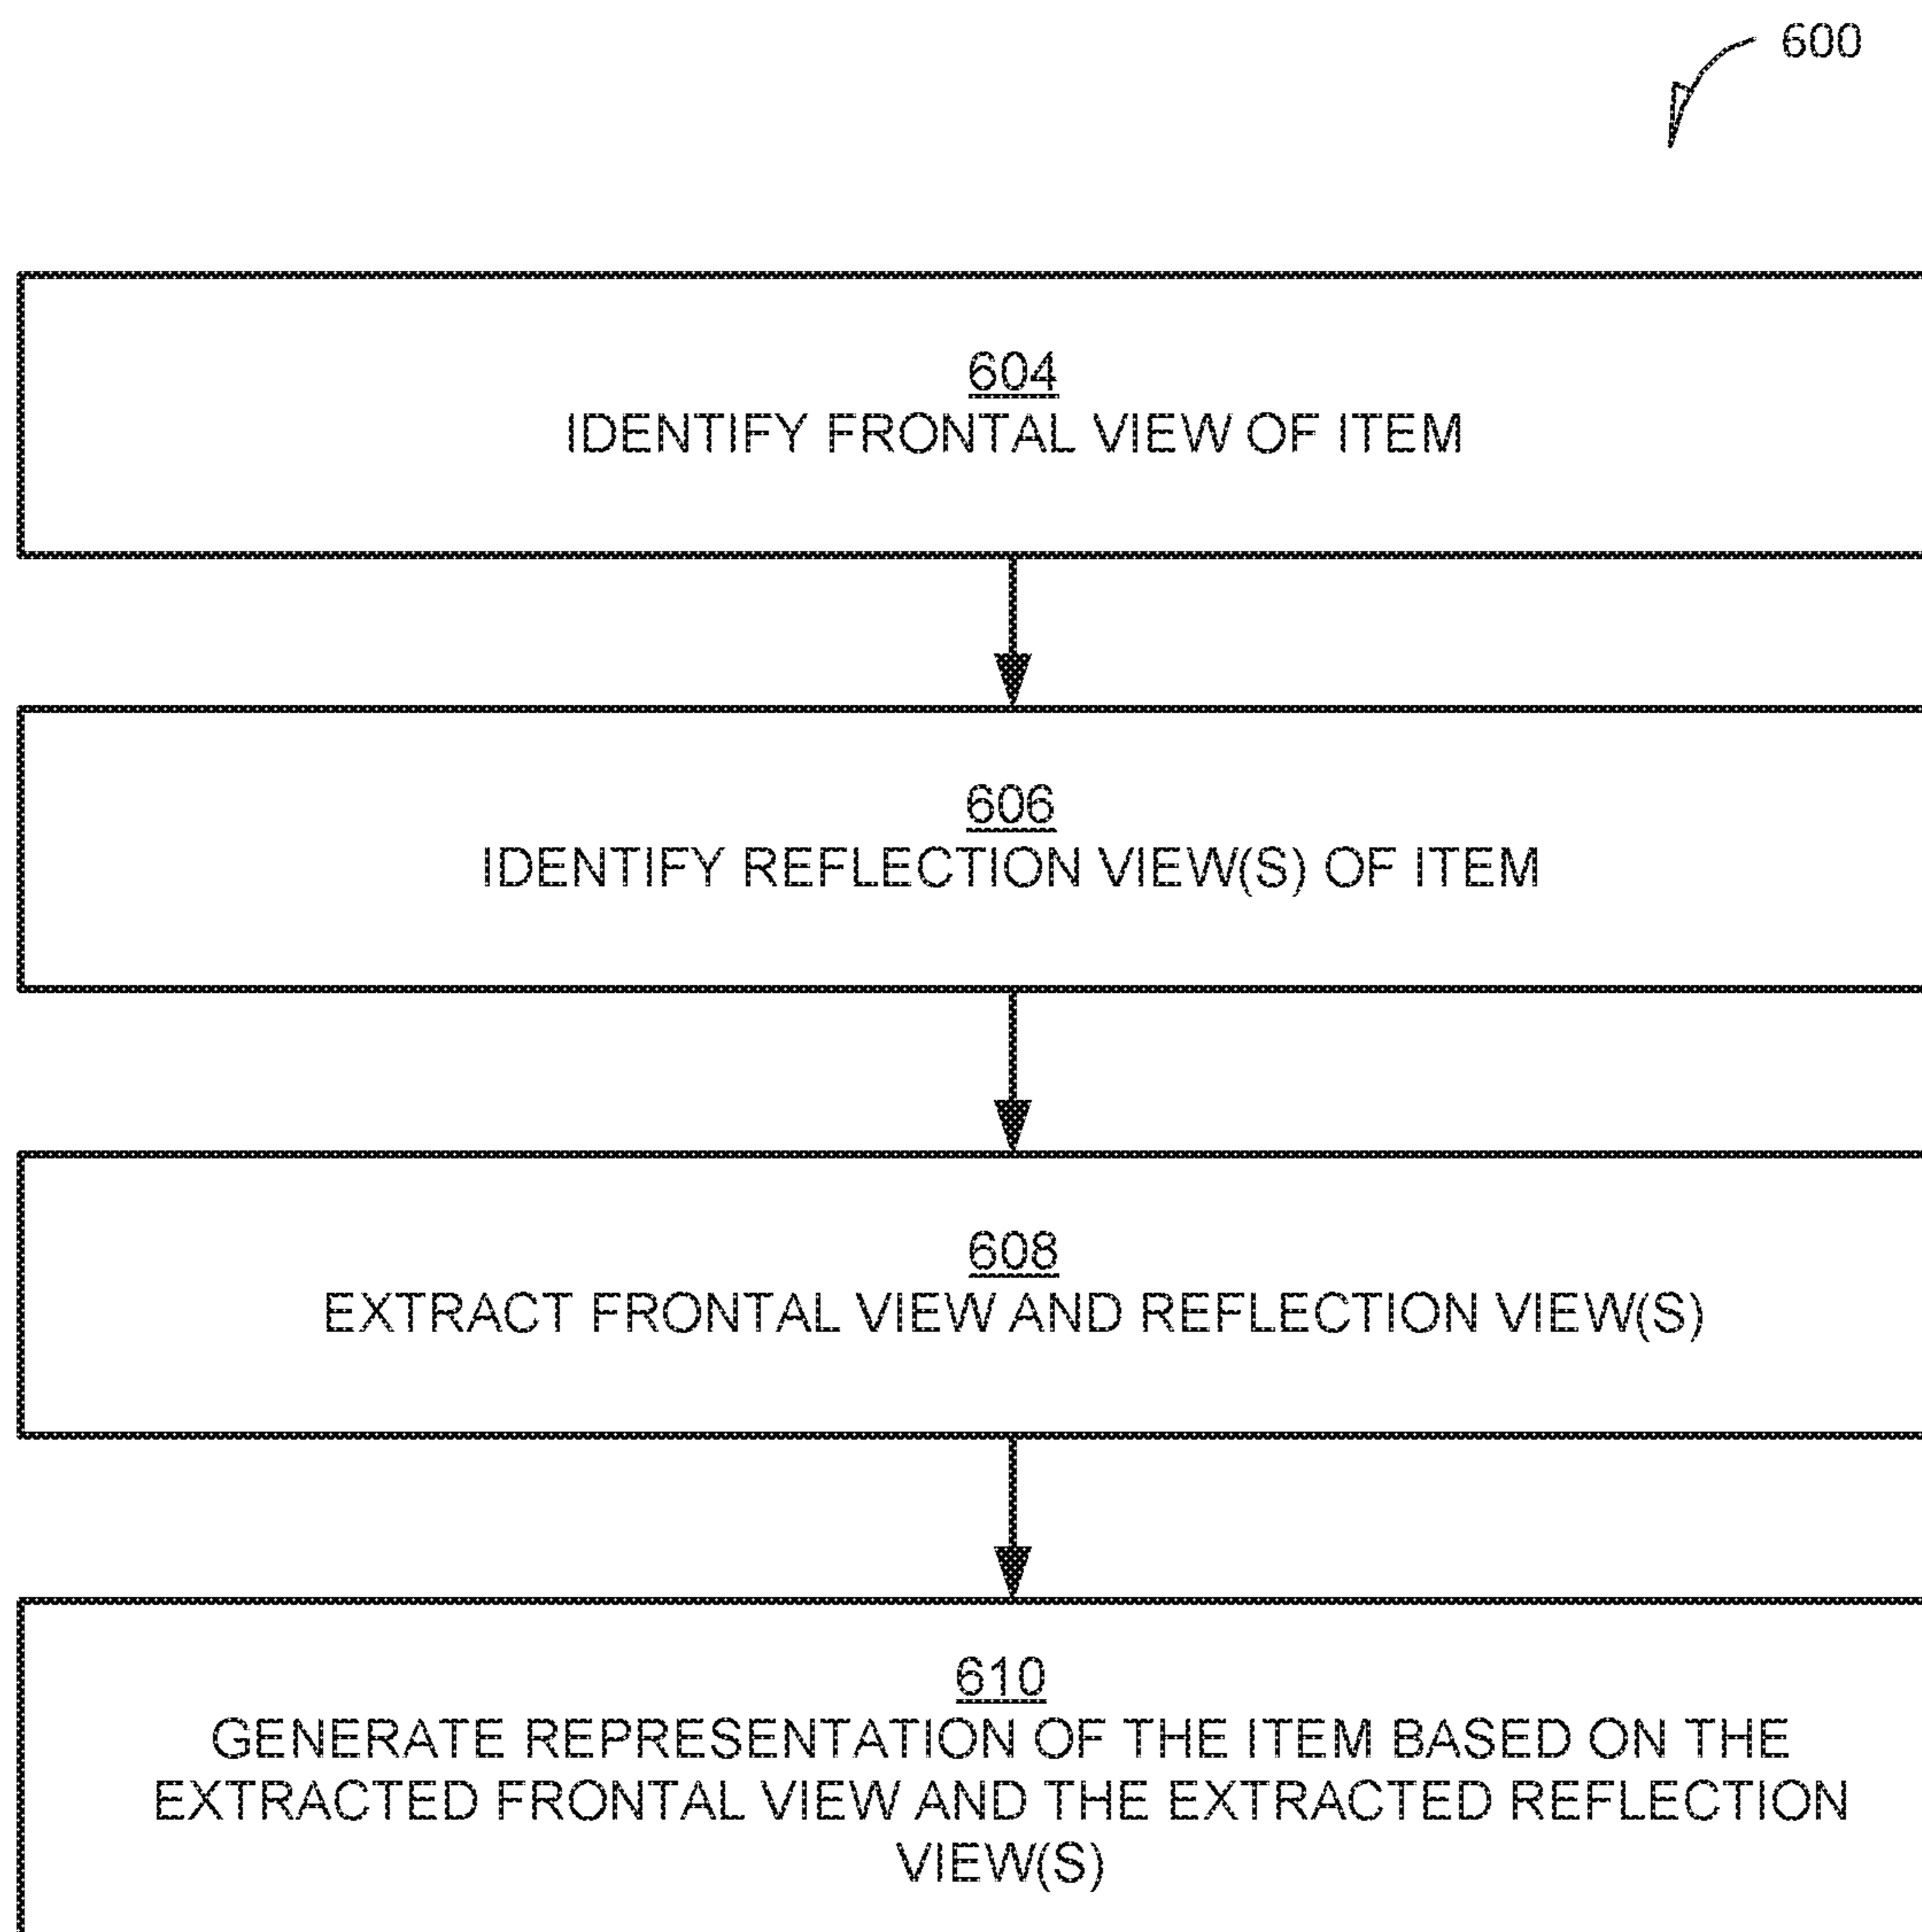 600
604
IDENTIFY FRONTAL VIEW OF ITEM
606
IDENTIFY REFLECTION VIEW(S) OF ITEM
608
EXTRACT FRONTAL VIEW AND REFLECTION VIEW(S)
610
GENERATE REPRESENTATION OF THE ITEM BASED ON THE
EXTRACTED FRONTAL VIEW AND THE EXTRACTED REFLECTION
VIEW(S)